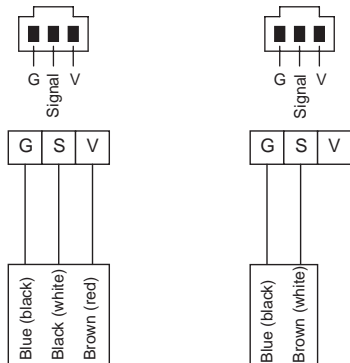 G
Signal
V
G S V
Blue (black)
Black (white)
Brown (red)
G
Signal
V
G S V
Blue (black)
Brown (white)